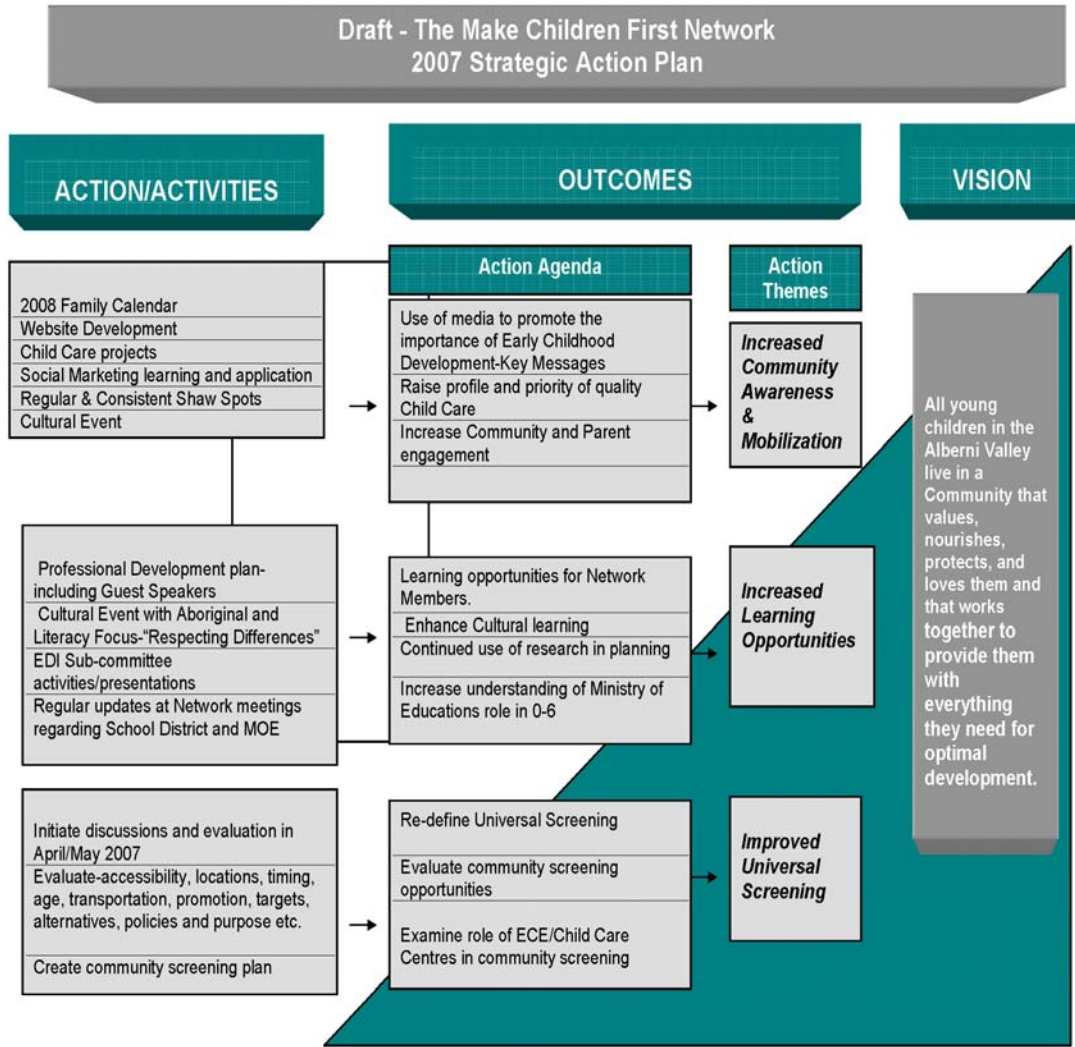 Draft - The Make Children First Network
2007 Strategic Action Plan
ACTION/ACTIVITIES
OUTCOMES
VISION
Action Agenda
Action
Themes
2008 Family Calendar
Website Development
Child Care projects
Social Marketing learning and application
Regular & Consistent Shaw Spots
Cultural Event
Use of media to promote the
importance of Early Childhood
Development-Key Messages
Raise profile and priority of quality
Child Care
Increase Community and Parent
engagement
Increased
Community
Awareness
&
Mobilization
Professional Development plan-
including Guest Speakers
Cultural Event with Aboriginal and
Literacy Focus-“Respecting Differences”
EDI Sub-committee
activities/presentations
Regular updates at Network meetings
regarding School District and MOE
Learning opportunities for Network
Members.
Enhance Cultural learning
Continued use of research in planning
Increase understanding of Ministry of
Educations role in 0-6
Increased
Learning
Opportunities
Initiate discussions and evaluation in
April/May 2007
Evaluate-accessibility, locations, timing,
age, transportation, promotion, targets,
alternatives, policies and purpose etc.
Create community screening plan
Re-define Universal Screening
Evaluate community screening
opportunities
Examine role of ECE/Child Care
Centres in community screening
Improved
Universal
Screening
All young
children in the
Alberni Valley
live in a
Community that
values,
nourishes,
protects, and
loves them and
that works
together to
provide them
with
everything
they need for
optimal
development.